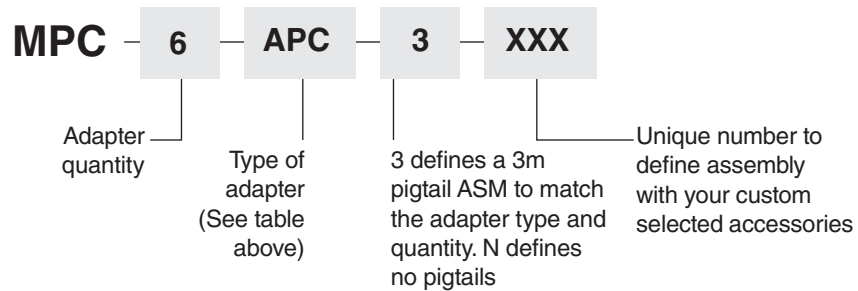 MPC – 6 – APC – 3 – XXX
Adapter
quantity
Type of
adapter
(See table
above)
3 defines a 3m
pigtail ASM to match
the adapter type and
quantity. N defines
no pigtails
Unique number to
define assembly
with your custom
selected accessories